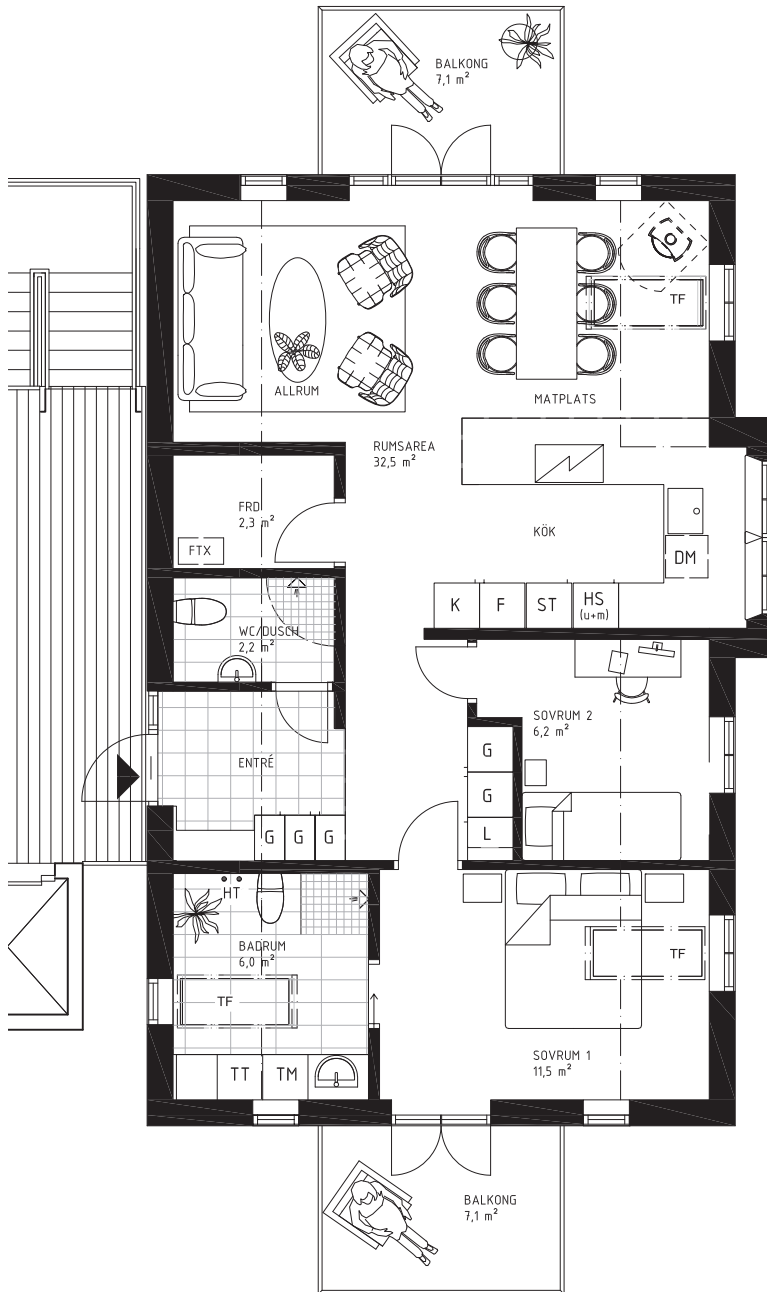 BALKONG
7,1 m²
TF
ALLRUM
MATPLATS
RUMSAREA
32,5 m²
FRD
2,3 m²
FTX
KÖK
DM
K
F
ST
HS
(u+m)
WC/DUSCH
2,2 m²
SOVRUM 2
6,2 m²
ENTRÉ
G
G
L
G
G
G
HT
BADRUM
6,0 m²
TF
TF
SOVRUM 1
11,5 m²
TT
TM
BALKONG
7,1 m²